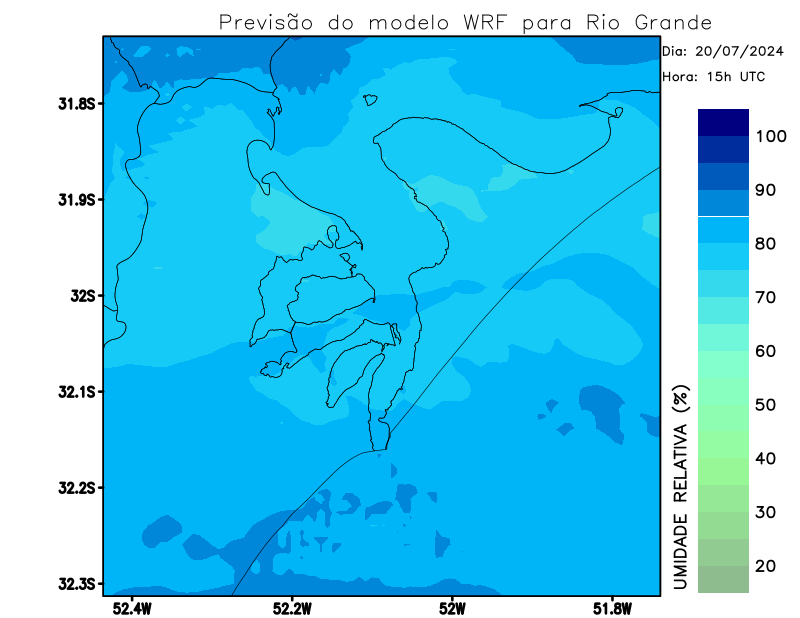 Previsão do modelo WRF para Rio Grande
Dia: 20/07/2024
Hora: 15h UTC
31.8S
31.9S
32S
32.1S
32.2S
32.3S
52.4W
52.2W
52W
51.8W
100
90
80
70
60
50
40
30
20
UMIDADE RELATIVA (%)